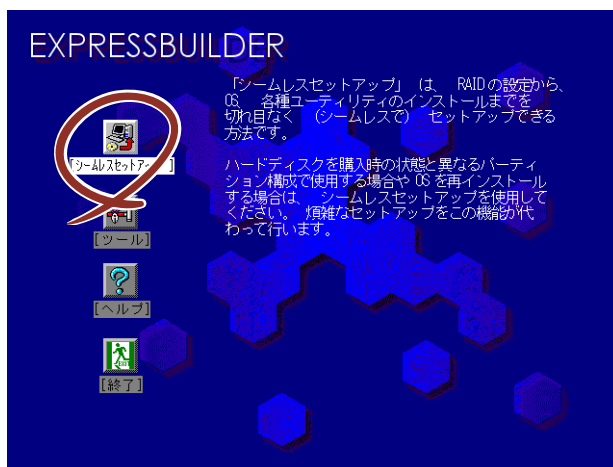 EXPRESSBUILDER
「シームレスセットアップ」 は、 RAIDの設定から、
OS、 各種ユーティリティのインストールまでを
切れ目なく （シームレスで） セットアップできる
方法です。
ハードディスクを購入時の状態と異なるパーティ
ション構成で使用する場合や OS を再インストール
する場合は、 シームレスセットアップを使用して
ください。 煩雑なセットアップをこの機能が代
わって行います。
[シームレスセットアップ]
[ツール]
[ヘルプ]
[終了]